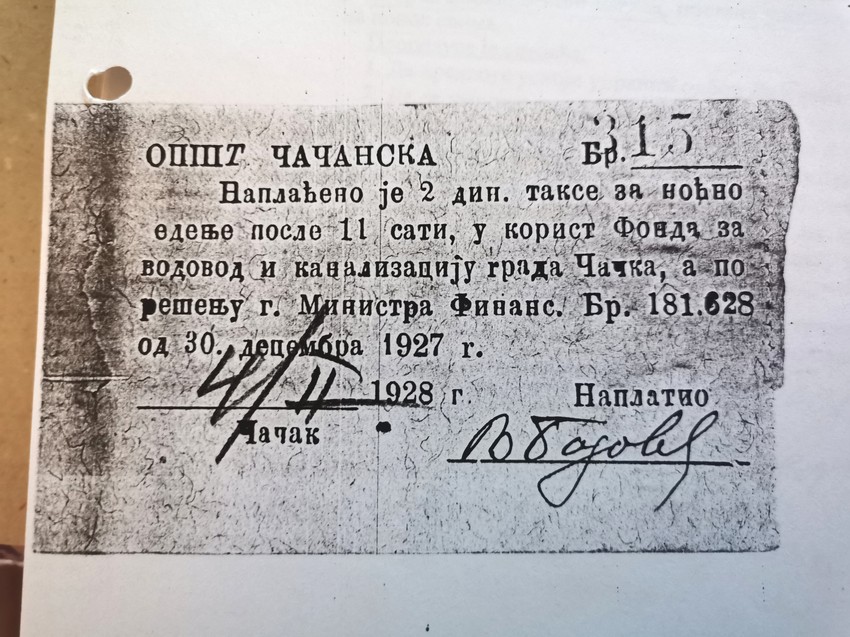 ОПШТ. ЧАЧАНСКА Бр. 315
Наплаћено је 2 дин. таксе за ноћно
едење после 11 сати, у корист Фонда за
водовод и канализацију града Чачка, а по
решењу г. Министра Финанс. Бр. 181.628
од 30. децембра 1927 г.
4/II 1928 г. Наплатио
Чачак